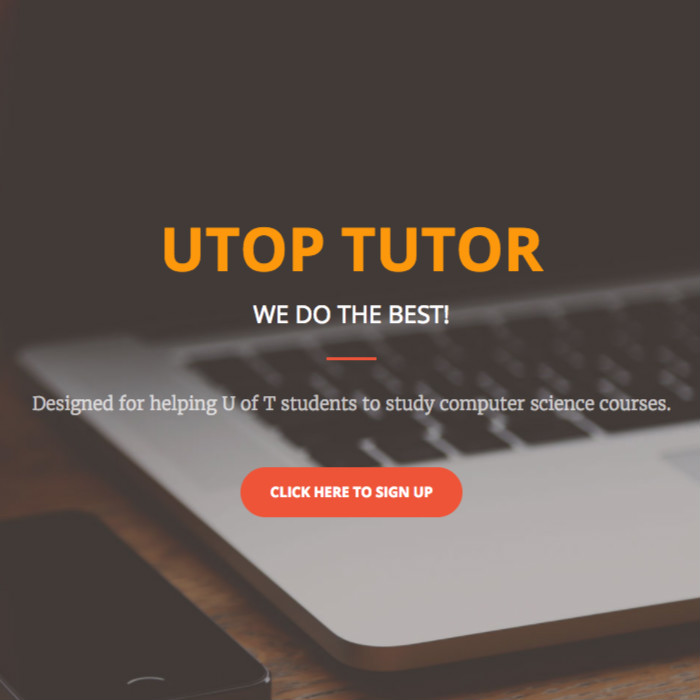 UTOP TUTOR
WE DO THE BEST!
Designed for helping U of T students to study computer science courses.
CLICK HERE TO SIGN UP